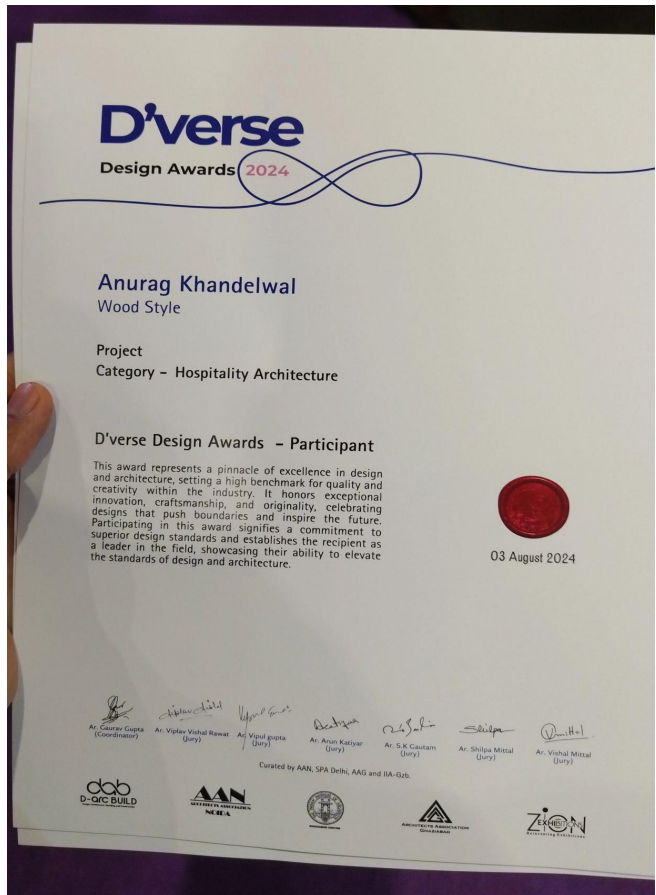 D'verse
Design Awards 2024
Anurag Khandelwal
Wood Style
Project
Category – Hospitality Architecture
D'verse Design Awards – Participant
This award represents a pinnacle of excellence in design
and architecture, setting a high benchmark for quality and
creativity within the industry. It honors exceptional
innovation, craftsmanship, and originality, celebrating
designs that push boundaries and inspire the future.
Participating in this award signifies a commitment to
superior design standards and establishes the recipient as
a leader in the field, showcasing their ability to elevate
the standards of design and architecture.
03 August 2024
Ar. Gaurav Gupta
(Coordinator)
Ar. Viplav Vishal Rawat
(Jury)
Ar. Vipul gupta
(Jury)
Ar. Arun Katiyar
(Jury)
Ar. S.K Gautam
(Jury)
Ar. Shilpa Mittal
(Jury)
Ar. Vishal Mittal
(Jury)
Curated by AAN, SPA Delhi, AAG and IIA-Gzb.
dab
D-arc BUILD
AAN
ARCHITECTS ASSOCIATION
NOIDA
ARCHITECTS ASSOCIATION
GHAZIABAD
ZION
EXHIBITIONS